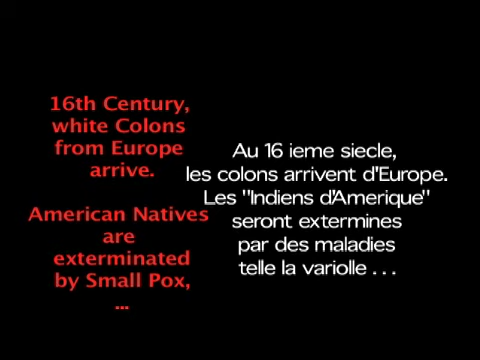 16th Century,
white Colons
from Europe
arrive.
American Natives
are
exterminated
by Small Pox,
...
Au 16 ieme siecle,
les colons arrivent d'Europe.
Les "Indiens d'Amerique"
seront extermines
par des maladies
telle la variolle . . .